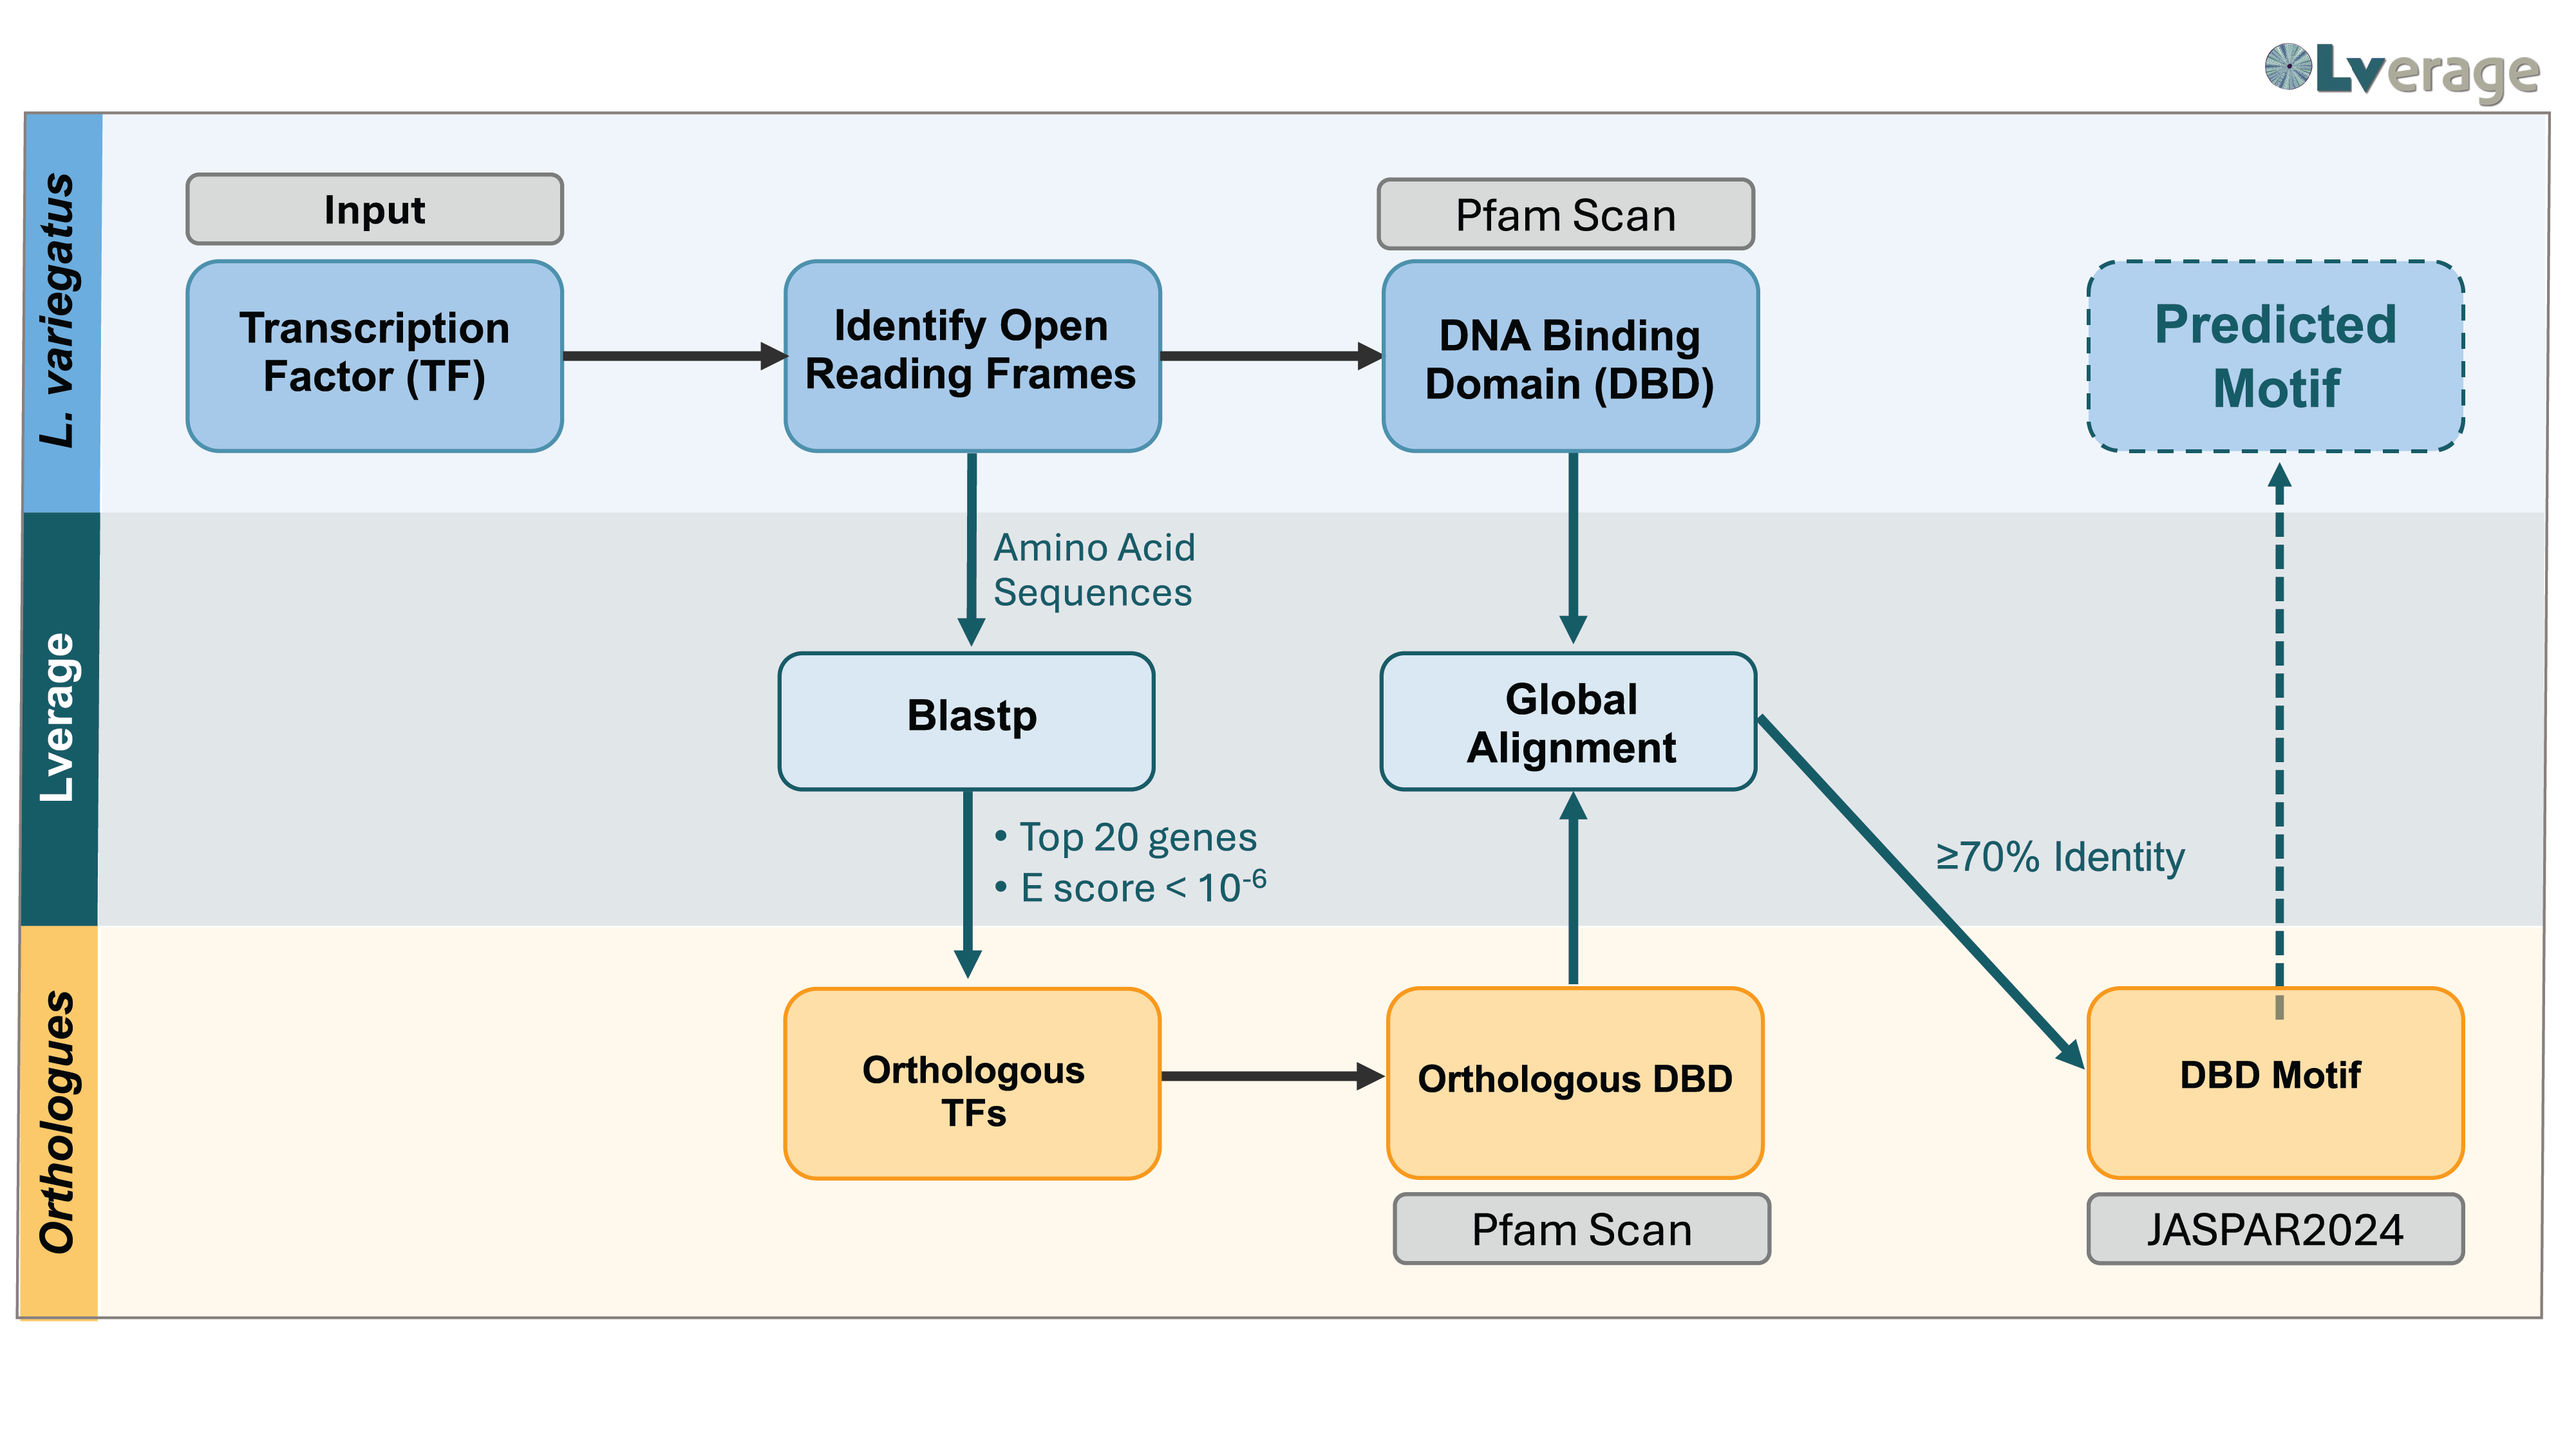 Lverage
L. variegatus
Input
Transcription
Factor (TF)
Identify Open
Reading Frames
Pfam Scan
DNA Binding
Domain (DBD)
Predicted
Motif
Lverage
Amino Acid
Sequences
Blastp
Global
Alignment
• Top 20 genes
• E score < 10⁻⁶
≥70% Identity
Orthologues
Orthologous
TFs
Orthologous DBD
Pfam Scan
DBD Motif
JASPAR2024